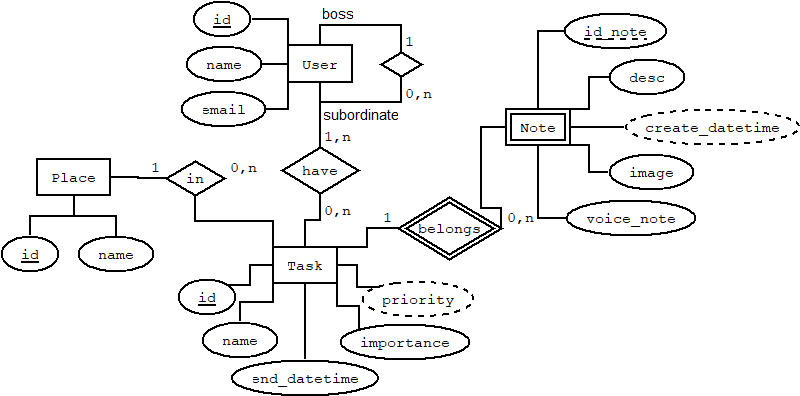 boss
id
id_note
1
name
User
desc
0,n
email
subordinate
Note
create_datetime
1,n
1
0,n
Place
in
have
image
0,n
1
0,n
voice_note
belongs
id
name
Task
id
priority
name
importance
end_datetime